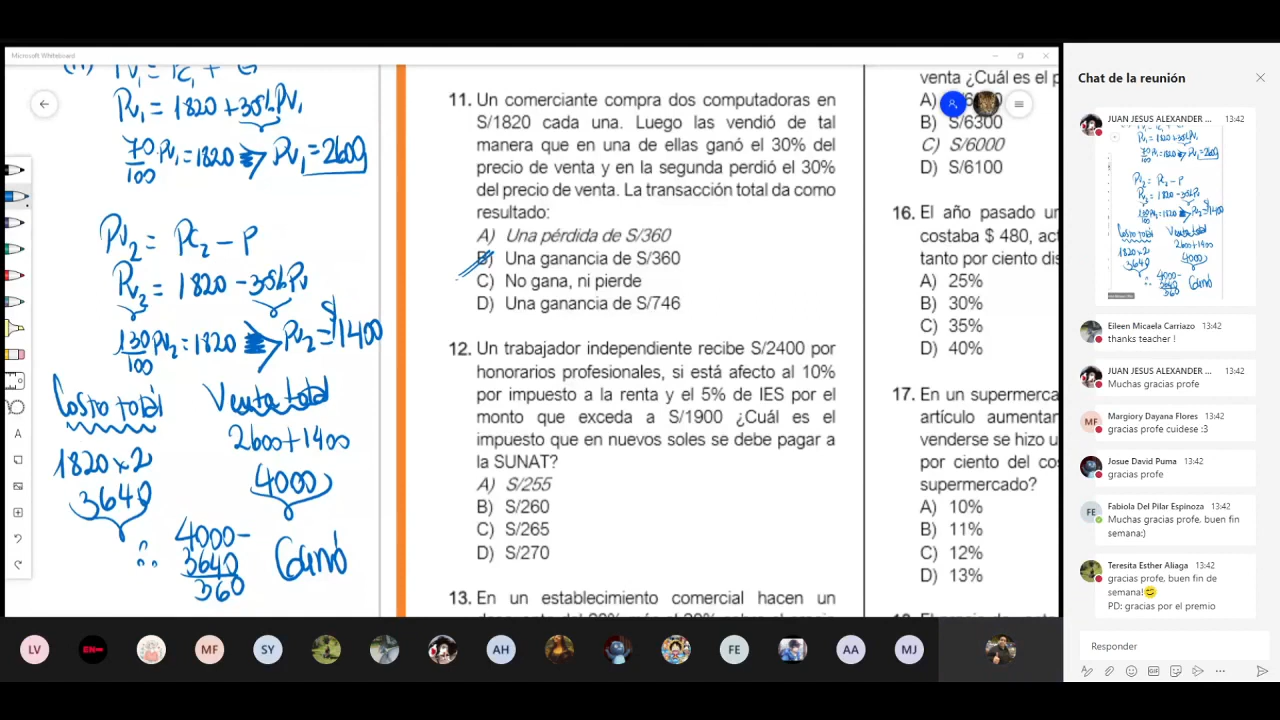 Microsoft Whiteboard
PV₁ = PC₁ + G
PV₁ = 1820 + 30% PV₁
70/100 PV₁ = 1820 PV₁ = 2600
PV₂ = PC₂ - P
PV₂ = 1820 - 30% PV
130/100 PV₂ = 1820 PV₂ = S/1400
Costo total
1820 x 2
3640
Venta total
2600 + 1400
4000
∴ 4000 -
3640
360
Ganó
11. Un comerciante compra dos computadoras en
S/1820 cada una. Luego las vendió de tal
manera que en una de ellas ganó el 30% del
precio de venta y en la segunda perdió el 30%
del precio de venta. La transacción total da como
resultado:
A) Una pérdida de S/360
B) Una ganancia de S/360
C) No gana, ni pierde
D) Una ganancia de S/746
12. Un trabajador independiente recibe S/2400 por
honorarios profesionales, si está afecto al 10%
por impuesto a la renta y el 5% de IES por el
monto que exceda a S/1900 ¿Cuál es el
impuesto que en nuevos soles se debe pagar a
la SUNAT?
A) S/255
B) S/260
C) S/265
D) S/270
13. En un establecimiento comercial hacen un
venta ¿Cuál es el p
A)
B) S/6300
C) S/6000
D) S/6100
16. El año pasado un
costaba $ 480, act
tanto por ciento dis
A) 25%
B) 30%
C) 35%
D) 40%
17. En un supermerca
artículo aumentar
venderse se hizo u
por ciento del cos
supermercado?
A) 10%
B) 11%
C) 12%
D) 13%
LV
MF
SY
AH
FE
AA
MJ
Chat de la reunión
JUAN JESUS ALEXANDER ... 13:42
Eileen Micaela Carriazo 13:42
thanks teacher !
JUAN JESUS ALEXANDER ... 13:42
Muchas gracias profe
MF
Margiory Dayana Flores 13:42
gracias profe cuidese :3
Josue David Puma 13:42
gracias profe
FE
Fabiola Del Pilar Espinoza 13:42
Muchas gracias profe, buen fin
semana:)
Teresita Esther Aliaga 13:42
gracias profe, buen fin de
semana!😊
PD: gracias por el premio
Responder